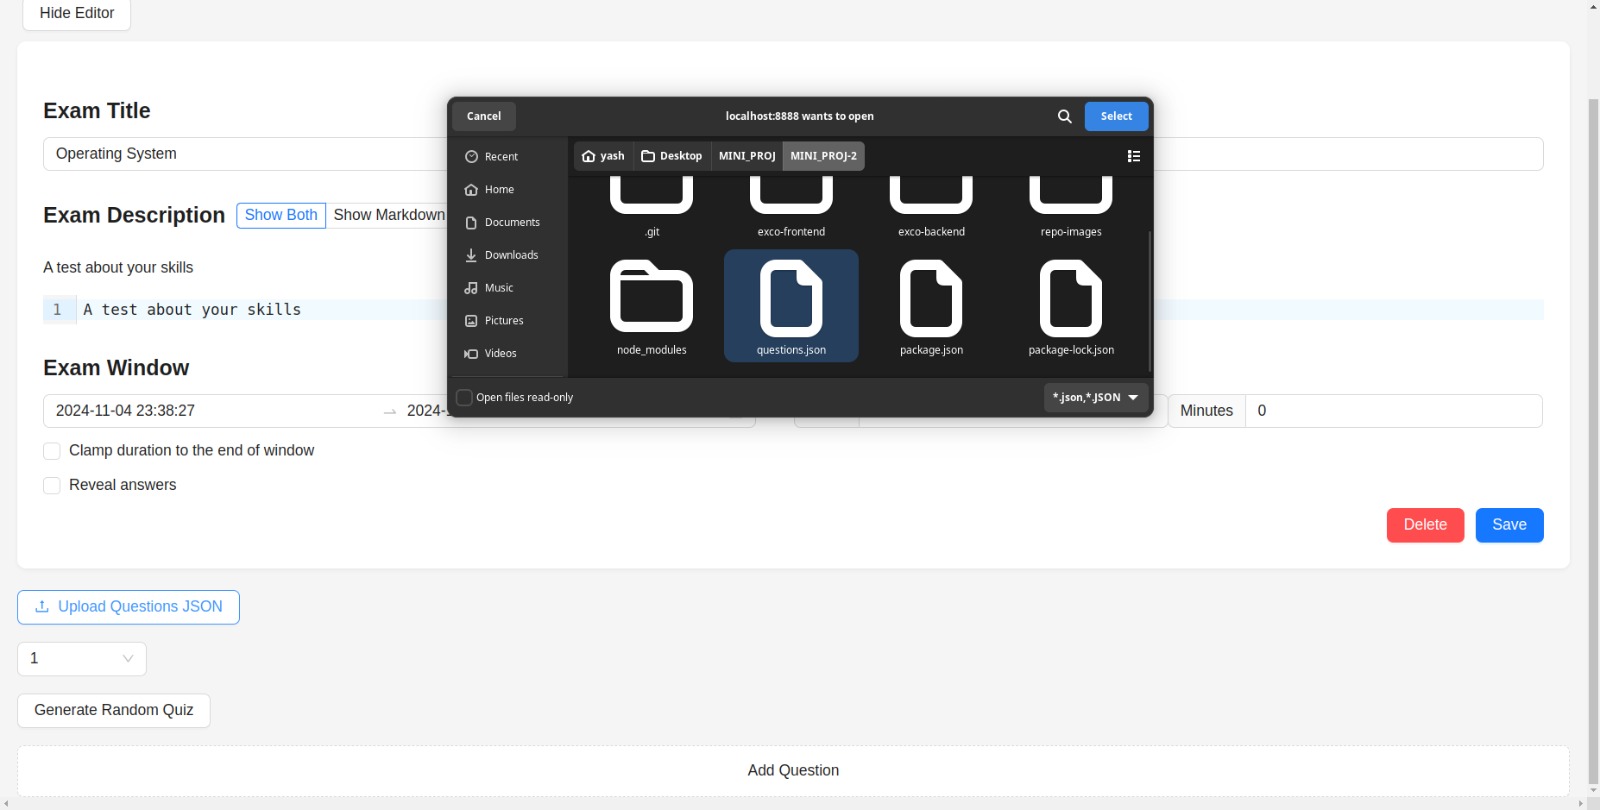 Hide Editor
Exam Title
Operating System
Exam Description Show Both Show Markdown
A test about your skills
1 A test about your skills
Exam Window
2024-11-04 23:38:27 → 2024-
Minutes 0
Clamp duration to the end of window
Reveal answers
Delete Save
Upload Questions JSON
1
Generate Random Quiz
Add Question
Cancel localhost:8888 wants to open Select
Recent
Home
Documents
Downloads
Music
Pictures
Videos
yash Desktop MINI_PROJ MINI_PROJ-2
.git exco-frontend exco-backend repo-images
node_modules questions.json package.json package-lock.json
Open files read-only *.json,*.JSON